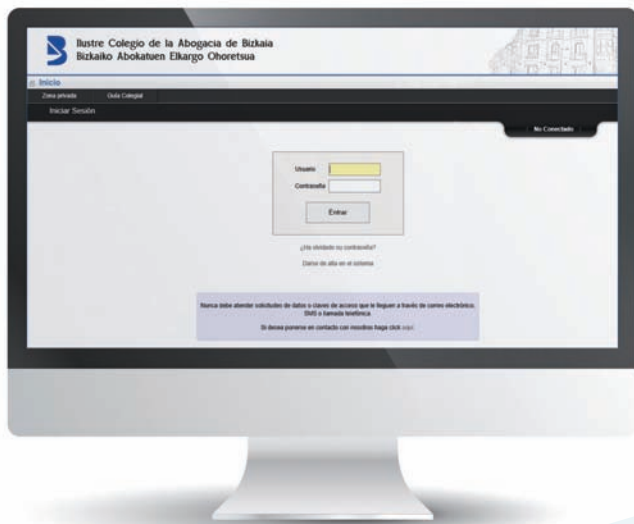 Ilustre Colegio de la Abogacía de Bizkaia
Bizkaiko Abokatuen Elkargo Ohoretsua
Inicio
Zona privada Guía Colegial
Iniciar Sesión
No Conectado
Usuario
Contraseña
Entrar
¿Ha olvidado su contraseña?
Darse de alta en el sistema
Nunca debe atender solicitudes de datos o claves de acceso que le lleguen a través de correo electrónico,
SMS o llamada telefónica.
Si desea ponerse en contacto con nosotros haga click aquí.